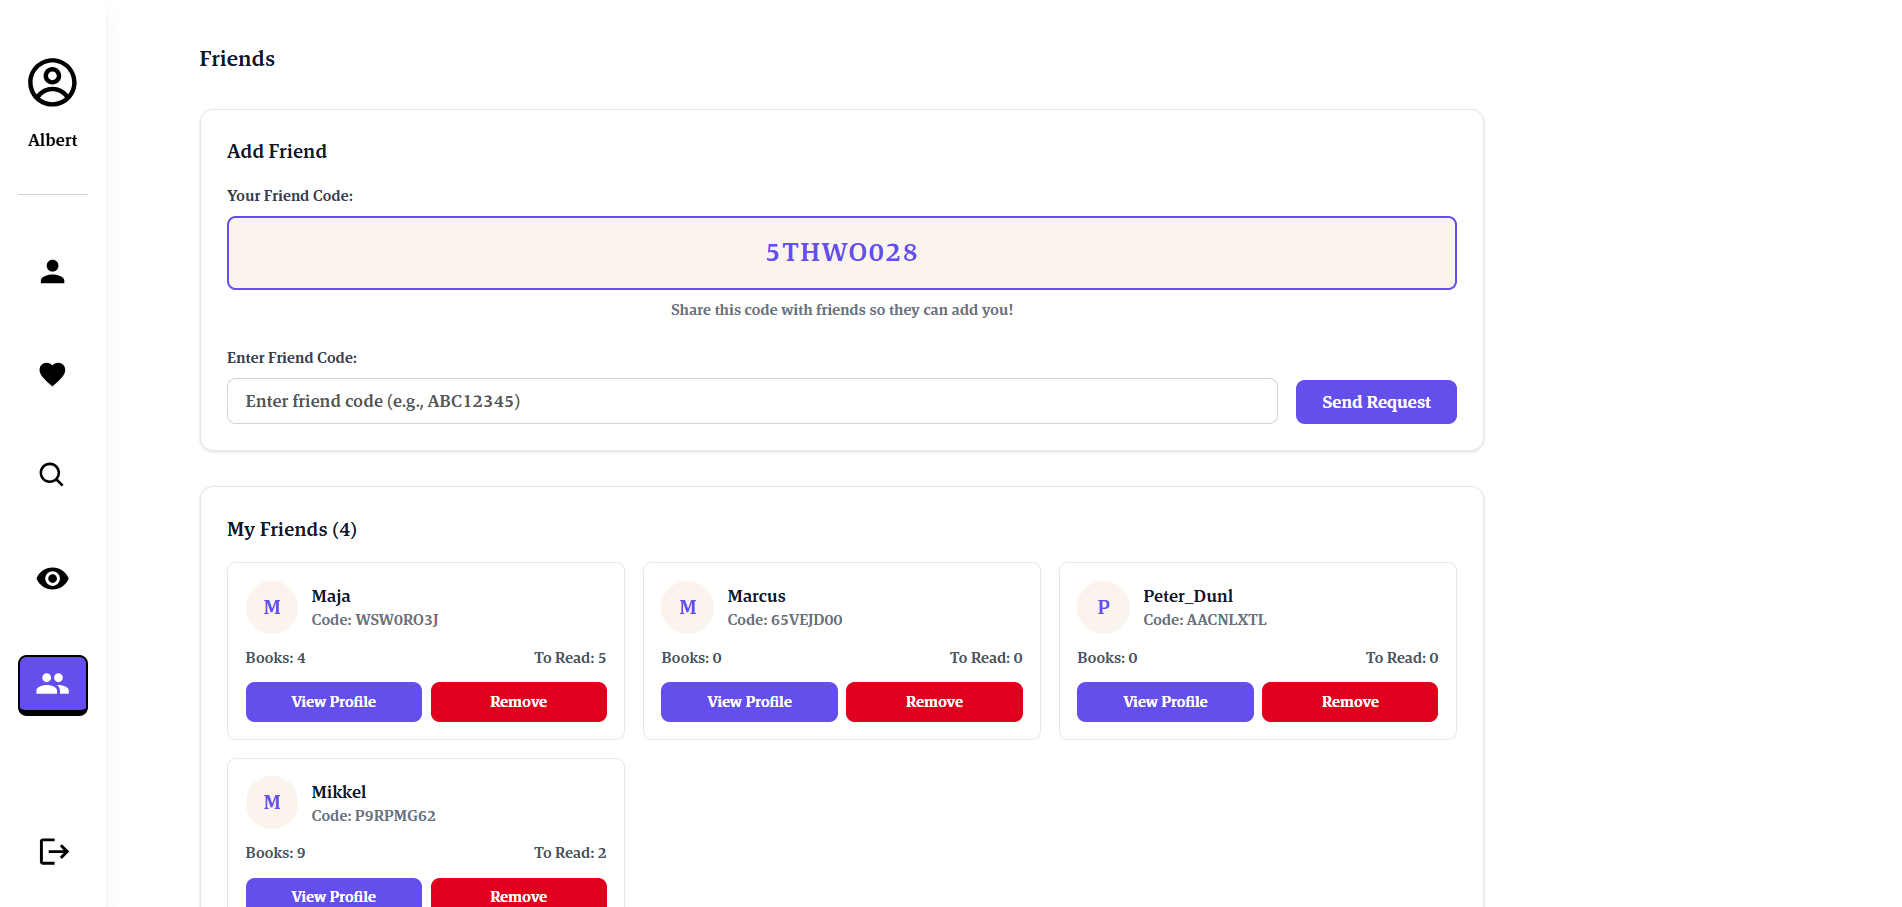 Albert
Friends
Add Friend
Your Friend Code:
5THWO028
Share this code with friends so they can add you!
Enter Friend Code:
Enter friend code (e.g., ABC12345)
Send Request
My Friends (4)
M
Maja
Code: WSW0RO3J
Books: 4
To Read: 5
View Profile
Remove
M
Marcus
Code: 65VEJD00
Books: 0
To Read: 0
View Profile
Remove
P
Peter_Dunl
Code: AACNLXTL
Books: 0
To Read: 0
View Profile
Remove
M
Mikkel
Code: P9RPMG62
Books: 9
To Read: 2
View Profile
Remove